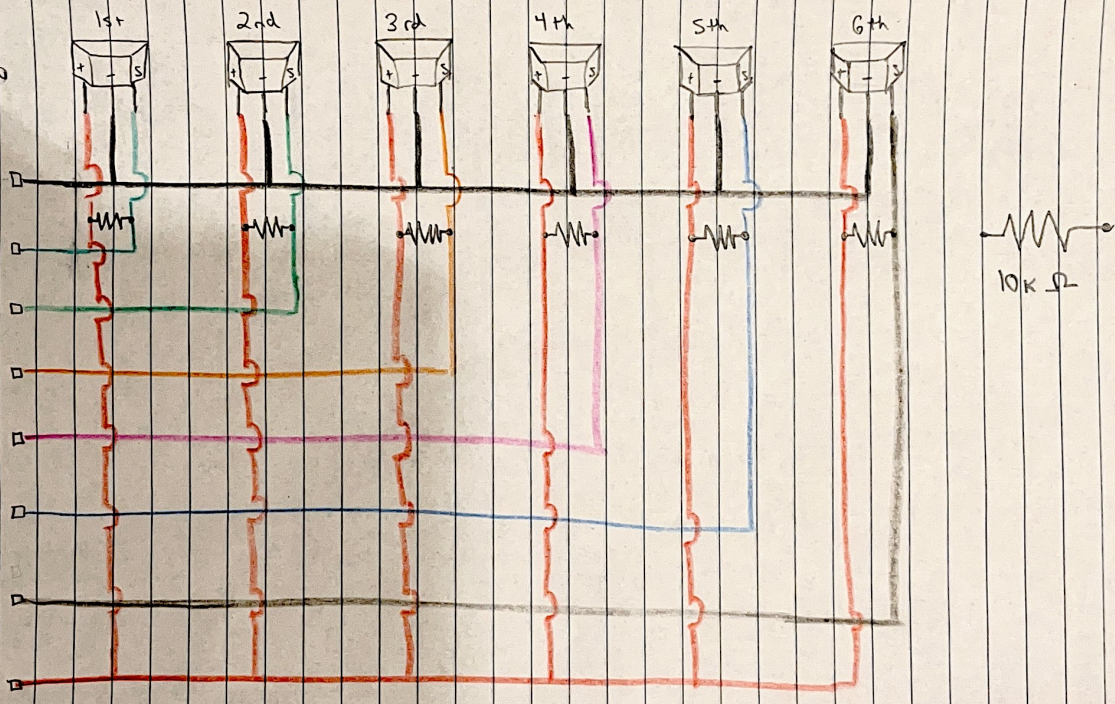 1st 2nd 3rd 4th 5th 6th
+ - S + - S + - S + - S + - S + - S
10K Ω